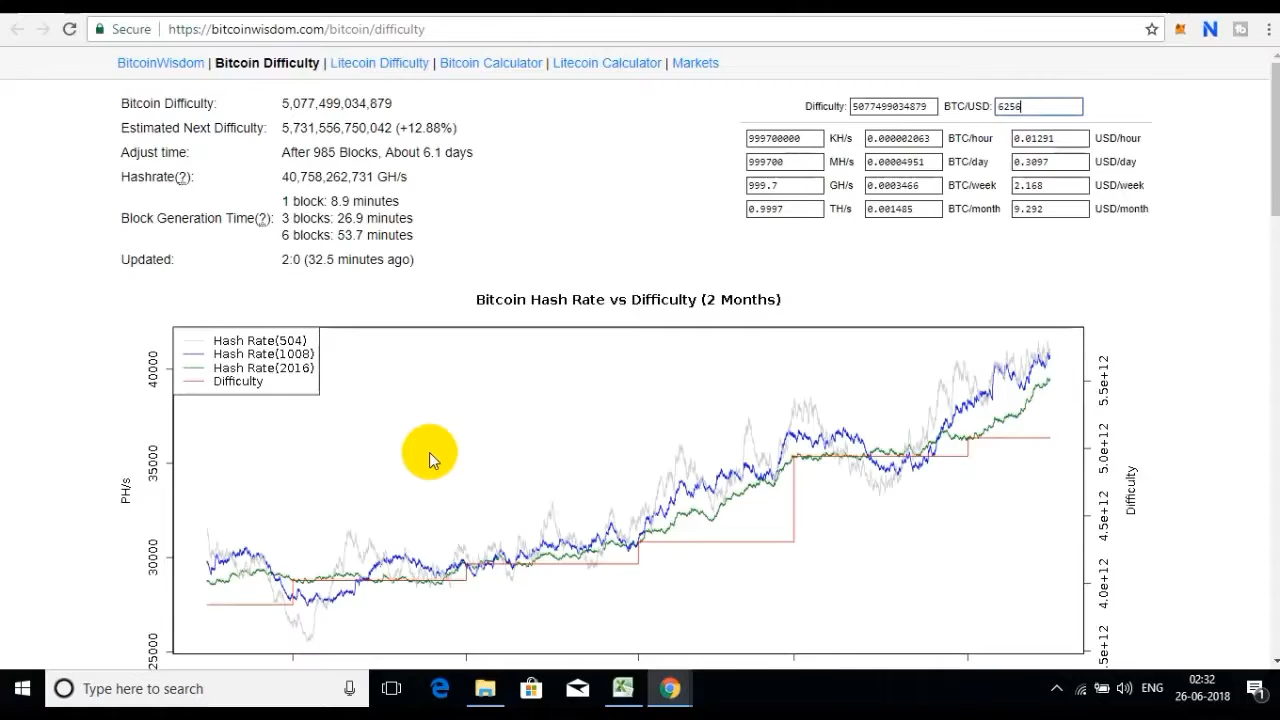 Secure | https://bitcoinwisdom.com/bitcoin/difficulty
BitcoinWisdom | Bitcoin Difficulty | Litecoin Difficulty | Bitcoin Calculator | Litecoin Calculator | Markets
Bitcoin Difficulty: 5,077,499,034,879
Estimated Next Difficulty: 5,731,556,750,042 (+12.88%)
Adjust time: After 985 Blocks, About 6.1 days
Hashrate(?): 40,758,262,731 GH/s
1 block: 8.9 minutes
Block Generation Time(?): 3 blocks: 26.9 minutes
6 blocks: 53.7 minutes
Updated: 2:0 (32.5 minutes ago)
Difficulty: 5077499034879 BTC/USD: 6256
999700000 KH/s 0.000002063 BTC/hour 0.01291 USD/hour
999700 MH/s 0.00004951 BTC/day 0.3097 USD/day
999.7 GH/s 0.0003466 BTC/week 2.168 USD/week
0.9997 TH/s 0.001485 BTC/month 9.292 USD/month
Bitcoin Hash Rate vs Difficulty (2 Months)
Hash Rate(504)
Hash Rate(1008)
Hash Rate(2016)
Difficulty
40000
35000
30000
25000
PH/s
5.5e+12
5.0e+12
4.5e+12
4.0e+12
.5e+12
Difficulty
Type here to search
ENG
02:32
26-06-2018
1